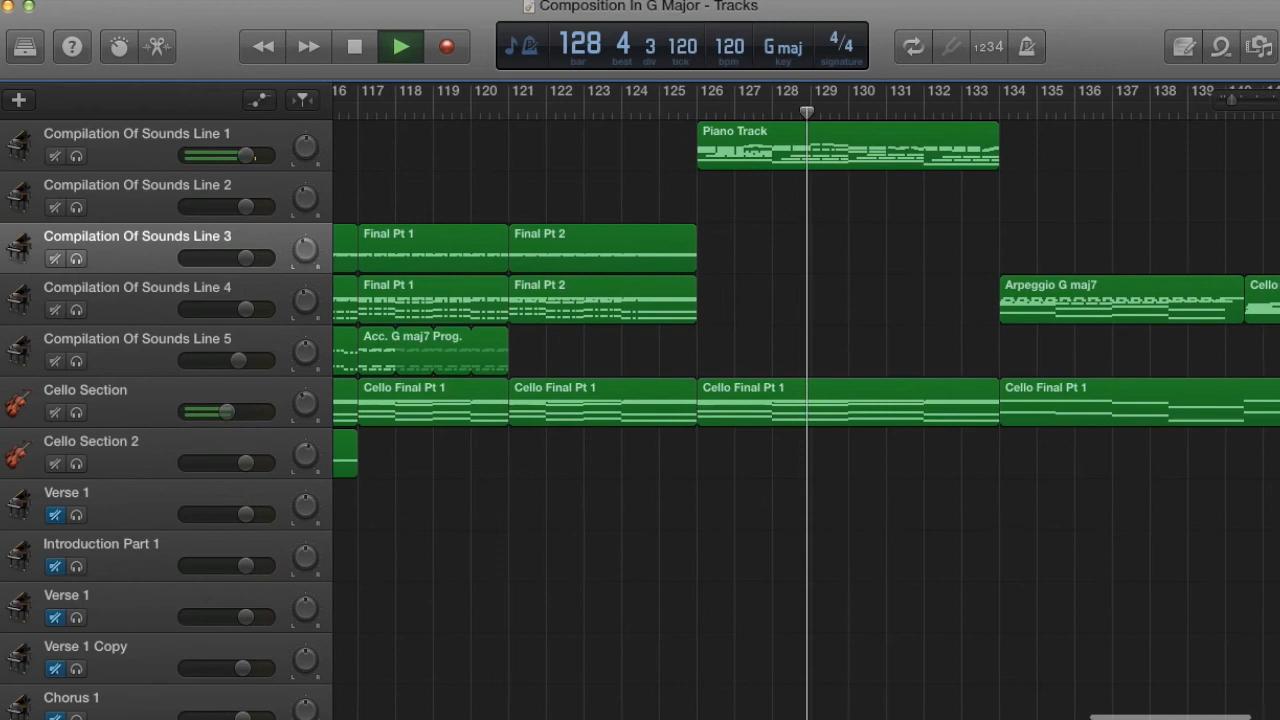 Composition In G Major - Tracks
128 4 3 120 120 G maj 4/4
bar beat div tick bpm key signature
1234
117 118 119 120 121 122 123 124 125 126 127 128 129 130 131 132 133 134 135 136 137 138 139
Compilation Of Sounds Line 1
Piano Track
Compilation Of Sounds Line 2
Compilation Of Sounds Line 3
Final Pt 1 Final Pt 2
Compilation Of Sounds Line 4
Final Pt 1 Final Pt 2 Arpeggio G maj7 Cello
Compilation Of Sounds Line 5
Acc. G maj7 Prog.
Cello Section
Cello Final Pt 1 Cello Final Pt 1 Cello Final Pt 1 Cello Final Pt 1
Cello Section 2
Verse 1
Introduction Part 1
Verse 1
Verse 1 Copy
Chorus 1